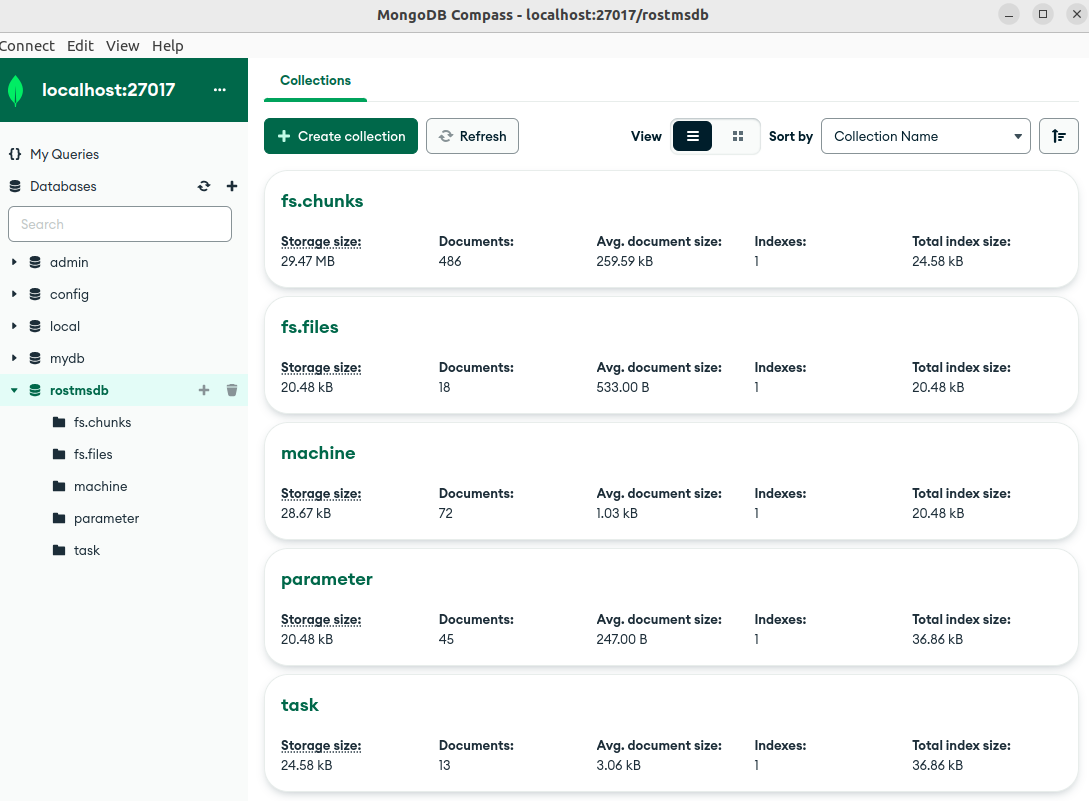 MongoDB Compass - localhost:27017/rostmsdb
Connect Edit View Help
localhost:27017 ...
{} My Queries
Databases
Search
admin
config
local
mydb
rostmsdb
fs.chunks
fs.files
machine
parameter
task
Collections
Create collection Refresh View Sort by Collection Name
fs.chunks
Storage size: Documents: Avg. document size: Indexes: Total index size:
29.47 MB 486 259.59 kB 1 24.58 kB
fs.files
Storage size: Documents: Avg. document size: Indexes: Total index size:
20.48 kB 18 533.00 B 1 20.48 kB
machine
Storage size: Documents: Avg. document size: Indexes: Total index size:
28.67 kB 72 1.03 kB 1 20.48 kB
parameter
Storage size: Documents: Avg. document size: Indexes: Total index size:
20.48 kB 45 247.00 B 1 36.86 kB
task
Storage size: Documents: Avg. document size: Indexes: Total index size:
24.58 kB 13 3.06 kB 1 36.86 kB